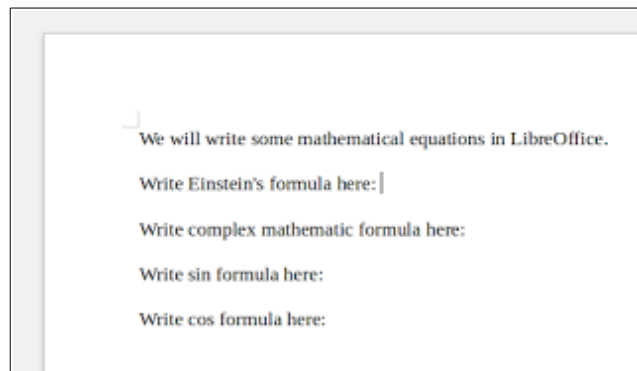 We will write some mathematical equations in LibreOffice.
Write Einstein's formula here:
Write complex mathematic formula here:
Write sin formula here:
Write cos formula here: